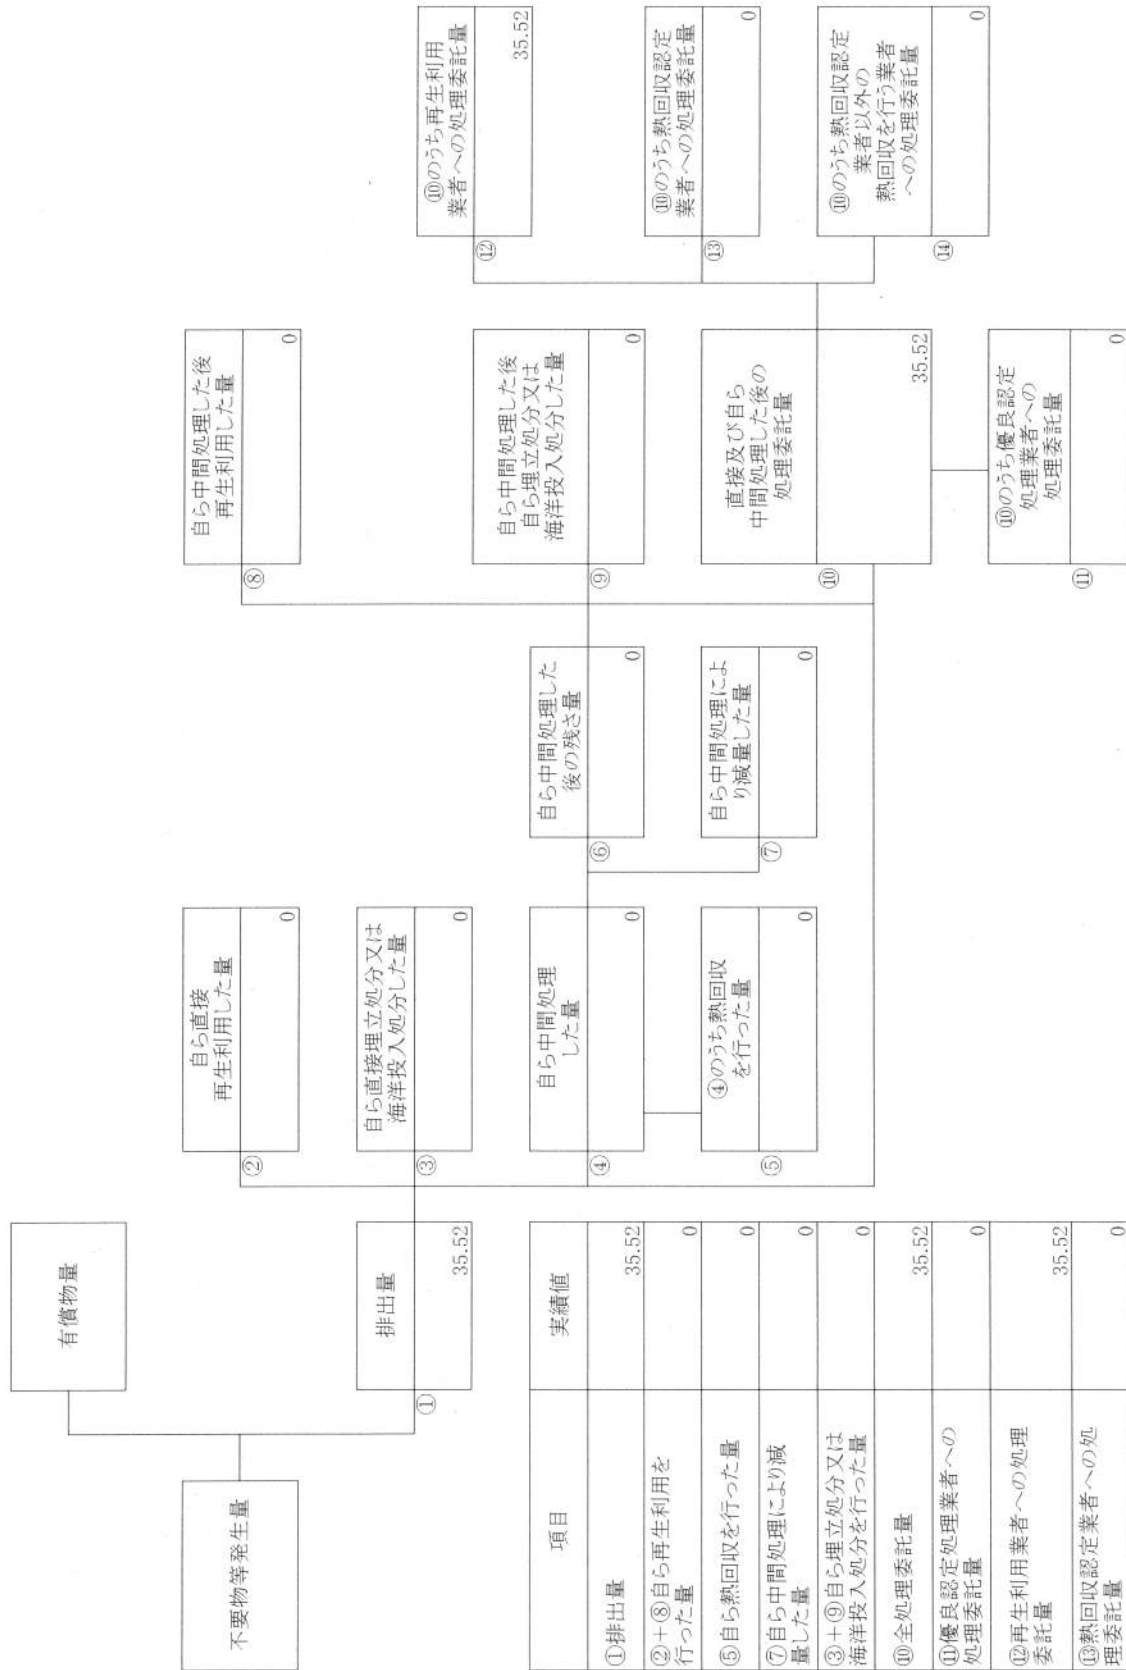 不要物等発生量
有償物量
①
排出量
35.52
②
自ら直接
再生利用した量
0
③
自ら直接埋立処分又は
海洋投入処分した量
0
④
自ら中間処理
した量
0
⑤
④のうち熱回収
を行った量
0
⑥
自ら中間処理した
後の残さ量
0
⑦
自ら中間処理によ
り減量した量
0
⑧
自ら中間処理した後
再生利用した量
0
⑨
自ら中間処理した後
自ら埋立処分又は
海洋投入処分した量
0
⑩
直接及び自ら
中間処理した後の
処理委託量
35.52
⑪
⑩のうち優良認定
処理業者への
処理委託量
0
⑫
⑩のうち再生利用
業者への処理委託量
35.52
⑬
⑩のうち熱回収認定
業者への処理委託量
0
⑭
⑩のうち熱回収認定
業者以外の
熱回収を行う業者
への処理委託量
0
項目 実績値
①排出量 35.52
②+⑧自ら再生利用を
行った量 0
⑤自ら熱回収を行った量 0
⑦自ら中間処理により減
量した量 0
③+⑨自ら埋立処分又は
海洋投入処分を行った量 0
⑩全処理委託量 35.52
⑪優良認定処理業者への
処理委託量 0
⑫再生利用業者への処理
委託量 35.52
⑬熱回収認定業者への処
理委託量 0